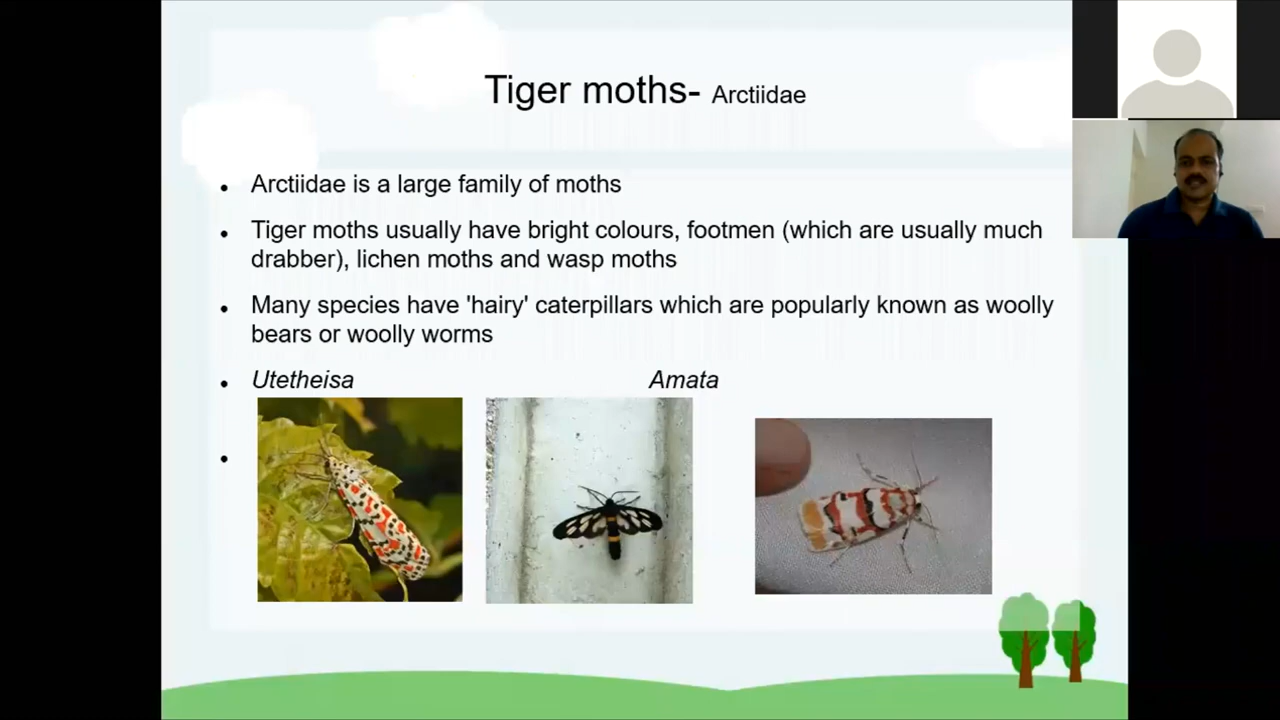 Tiger moths- Arctiidae
• Arctiidae is a large family of moths
• Tiger moths usually have bright colours, footmen (which are usually much
drabber), lichen moths and wasp moths
• Many species have 'hairy' caterpillars which are popularly known as woolly
bears or woolly worms
• Utetheisa Amata
•